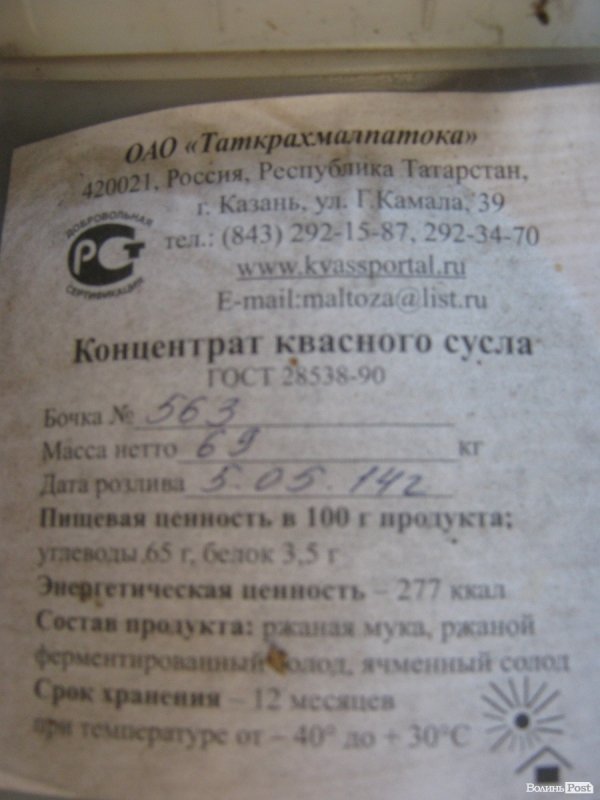 ОАО «Таткрахмалпатока»
420021, Россия, Республика Татарстан,
г. Казань, ул. Г.Камала, 39
ДОБРОВОЛЬНАЯ
РСТ
СЕРТИФИКАЦИЯ
тел.: (843) 292-15-87, 292-34-70
www.kvassportal.ru
E-mail:maltoza@list.ru
Концентрат квасного сусла
ГОСТ 28538-90
Бочка № 563
Масса нетто 69 кг
Дата розлива 5.05.14г
Пищевая ценность в 100 г продукта:
углеводы 65 г, белок 3,5 г
Энергетическая ценность – 277 ккал
Состав продукта: ржаная мука, ржаной
ферментированный солод, ячменный солод
Срок хранения – 12 месяцев
при температуре от – 40° до + 30°С
ВолиньPost